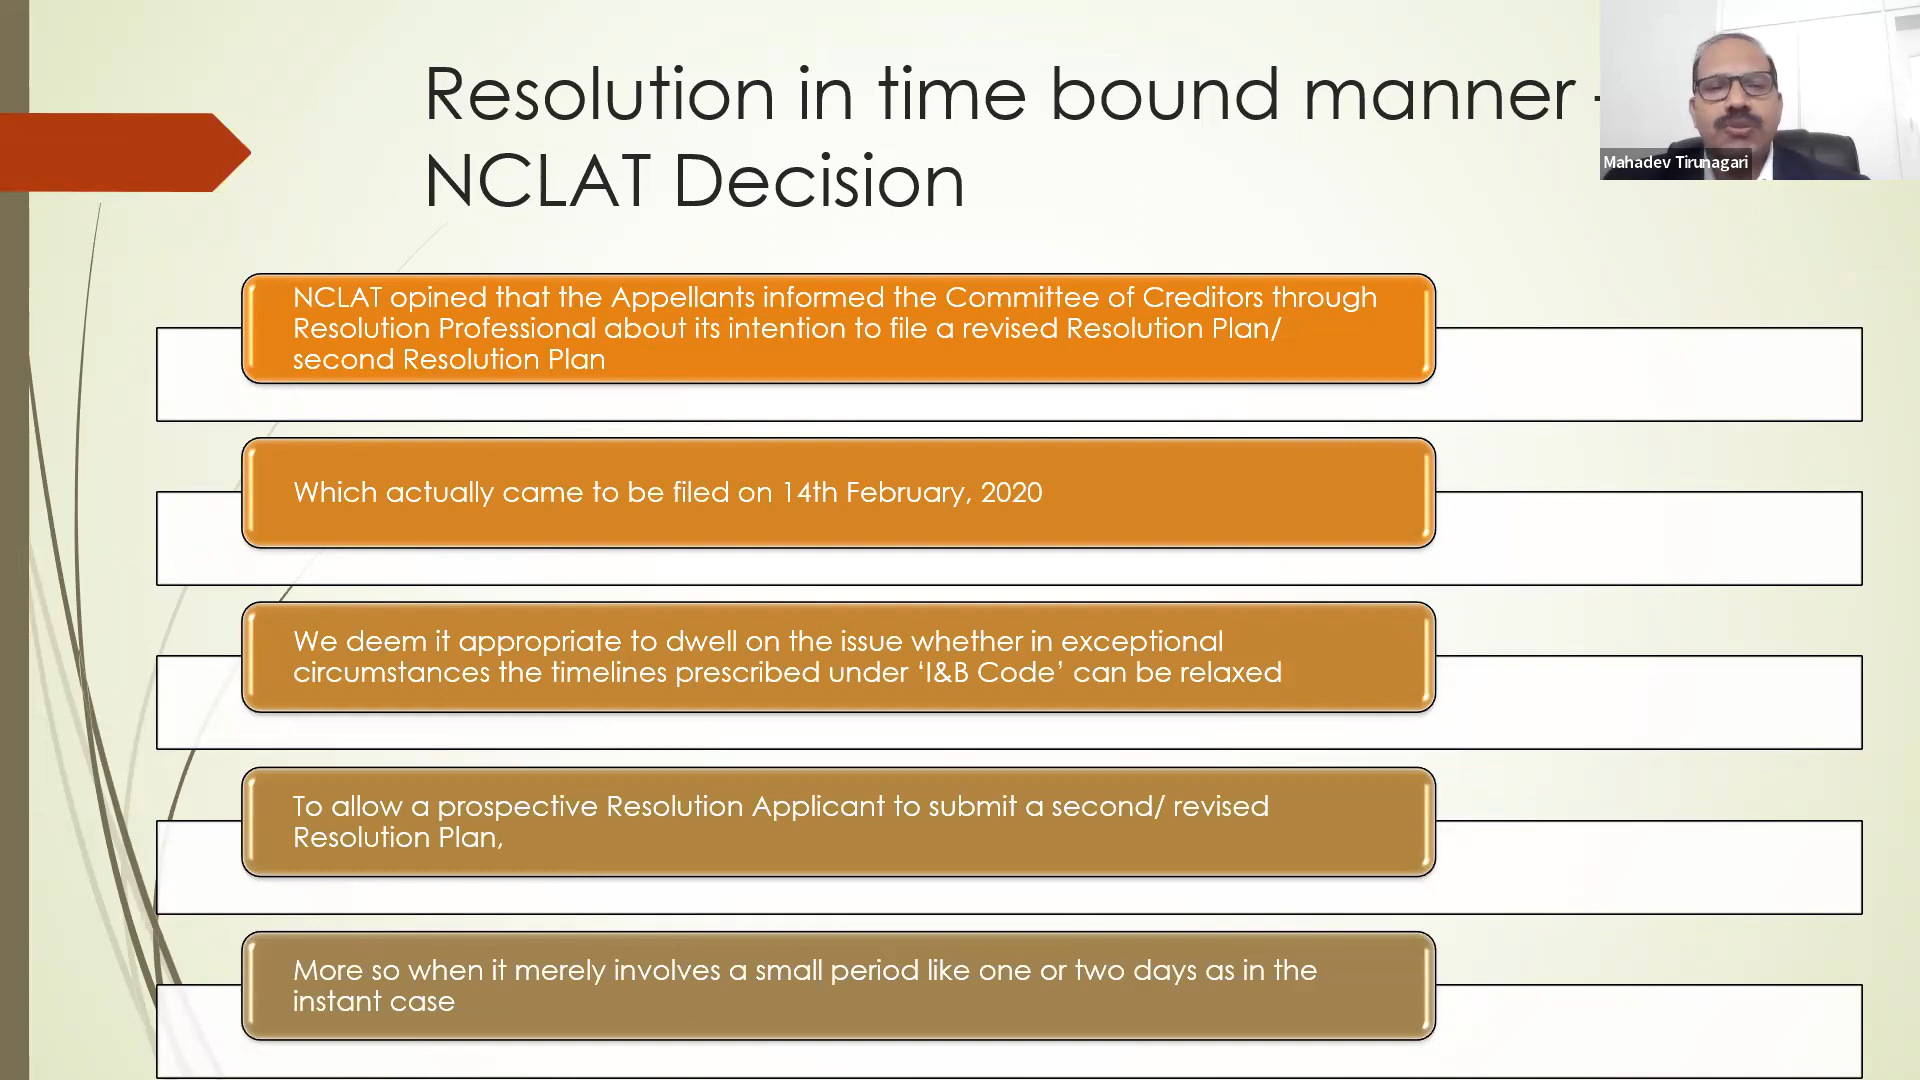 Resolution in time bound manner -
NCLAT Decision
Mahadev Tirunagari
NCLAT opined that the Appellants informed the Committee of Creditors through
Resolution Professional about its intention to file a revised Resolution Plan/
second Resolution Plan
Which actually came to be filed on 14th February, 2020
We deem it appropriate to dwell on the issue whether in exceptional
circumstances the timelines prescribed under ‘I&B Code’ can be relaxed
To allow a prospective Resolution Applicant to submit a second/ revised
Resolution Plan,
More so when it merely involves a small period like one or two days as in the
instant case